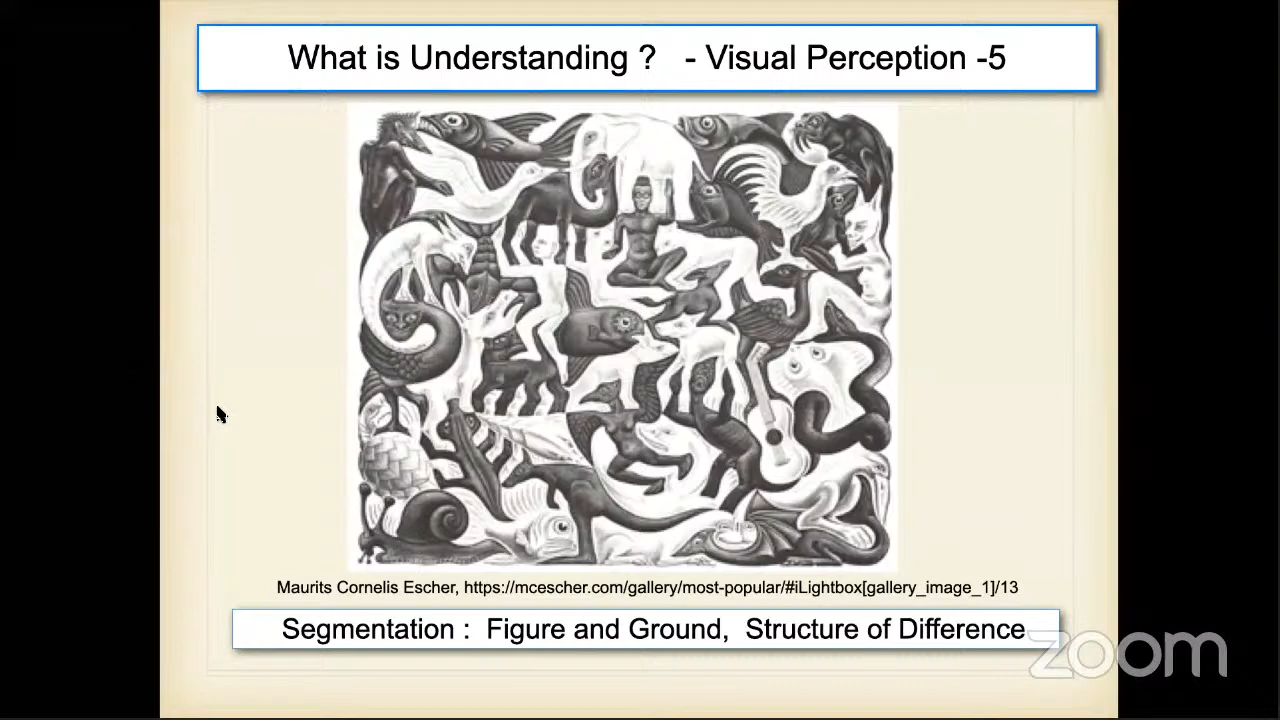 What is Understanding ? - Visual Perception -5
Maurits Cornelis Escher, https://mcescher.com/gallery/most-popular/#iLightbox[gallery_image_1]/13
Segmentation : Figure and Ground, Structure of Difference
zoom